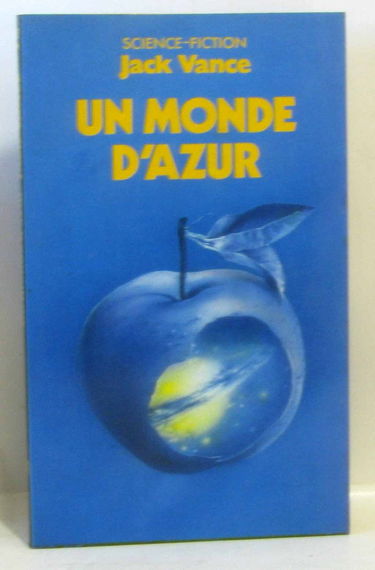 SCIENCE-FICTION
Jack Vance
UN MONDE
D'AZUR